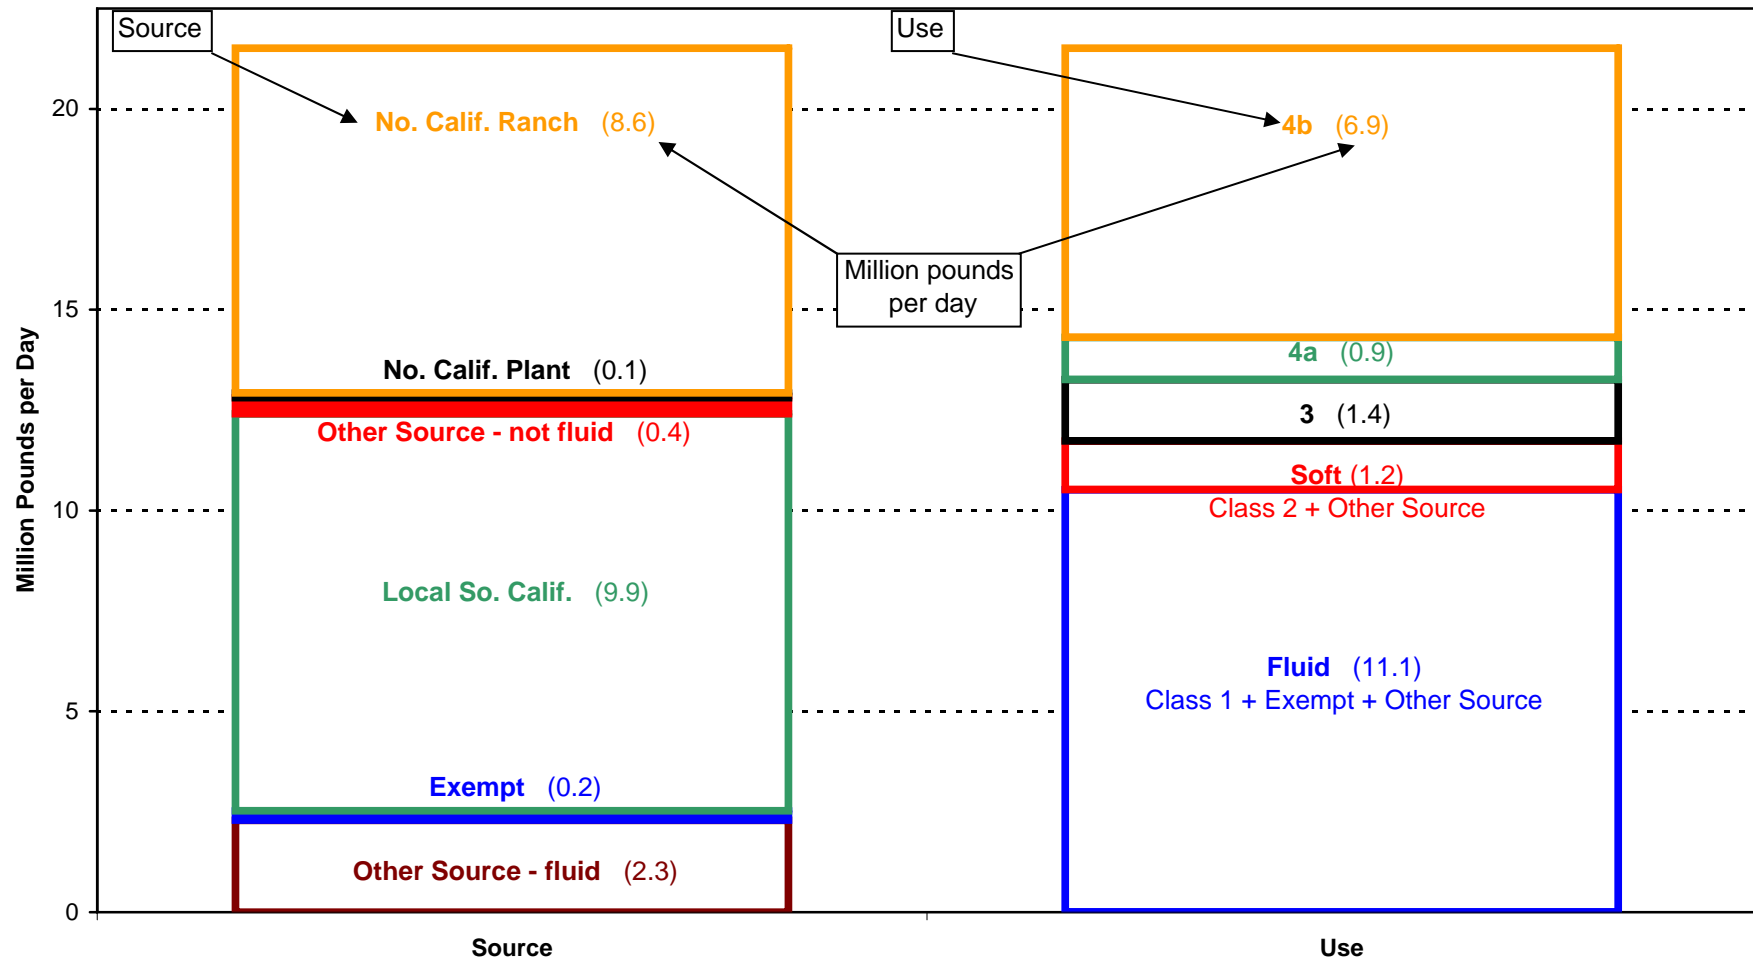 Source
Use
20
No. Calif. Ranch (8.6)
4b (6.9)
Million pounds
per day
15
4a (0.9)
No. Calif. Plant (0.1)
3 (1.4)
Other Source - not fluid (0.4)
Soft (1.2)
Class 2 + Other Source
10
Million Pounds per Day
Local So. Calif. (9.9)
Fluid (11.1)
Class 1 + Exempt + Other Source
5
Exempt (0.2)
Other Source - fluid (2.3)
0
Source
Use